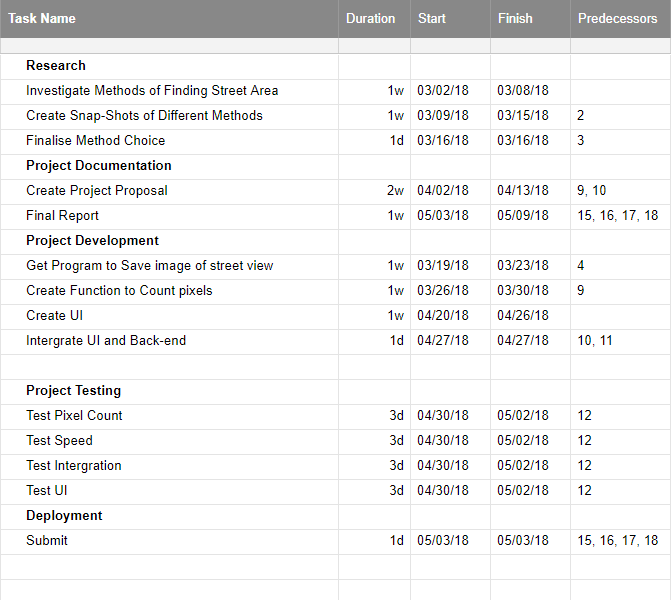 Task Name Duration Start Finish Predecessors
Research
Investigate Methods of Finding Street Area 1w 03/02/18 03/08/18
Create Snap-Shots of Different Methods 1w 03/09/18 03/15/18 2
Finalise Method Choice 1d 03/16/18 03/16/18 3
Project Documentation
Create Project Proposal 2w 04/02/18 04/13/18 9, 10
Final Report 1w 05/03/18 05/09/18 15, 16, 17, 18
Project Development
Get Program to Save image of street view 1w 03/19/18 03/23/18 4
Create Function to Count pixels 1w 03/26/18 03/30/18 9
Create UI 1w 04/20/18 04/26/18
Intergrate UI and Back-end 1d 04/27/18 04/27/18 10, 11
Project Testing
Test Pixel Count 3d 04/30/18 05/02/18 12
Test Speed 3d 04/30/18 05/02/18 12
Test Intergration 3d 04/30/18 05/02/18 12
Test UI 3d 04/30/18 05/02/18 12
Deployment
Submit 1d 05/03/18 05/03/18 15, 16, 17, 18